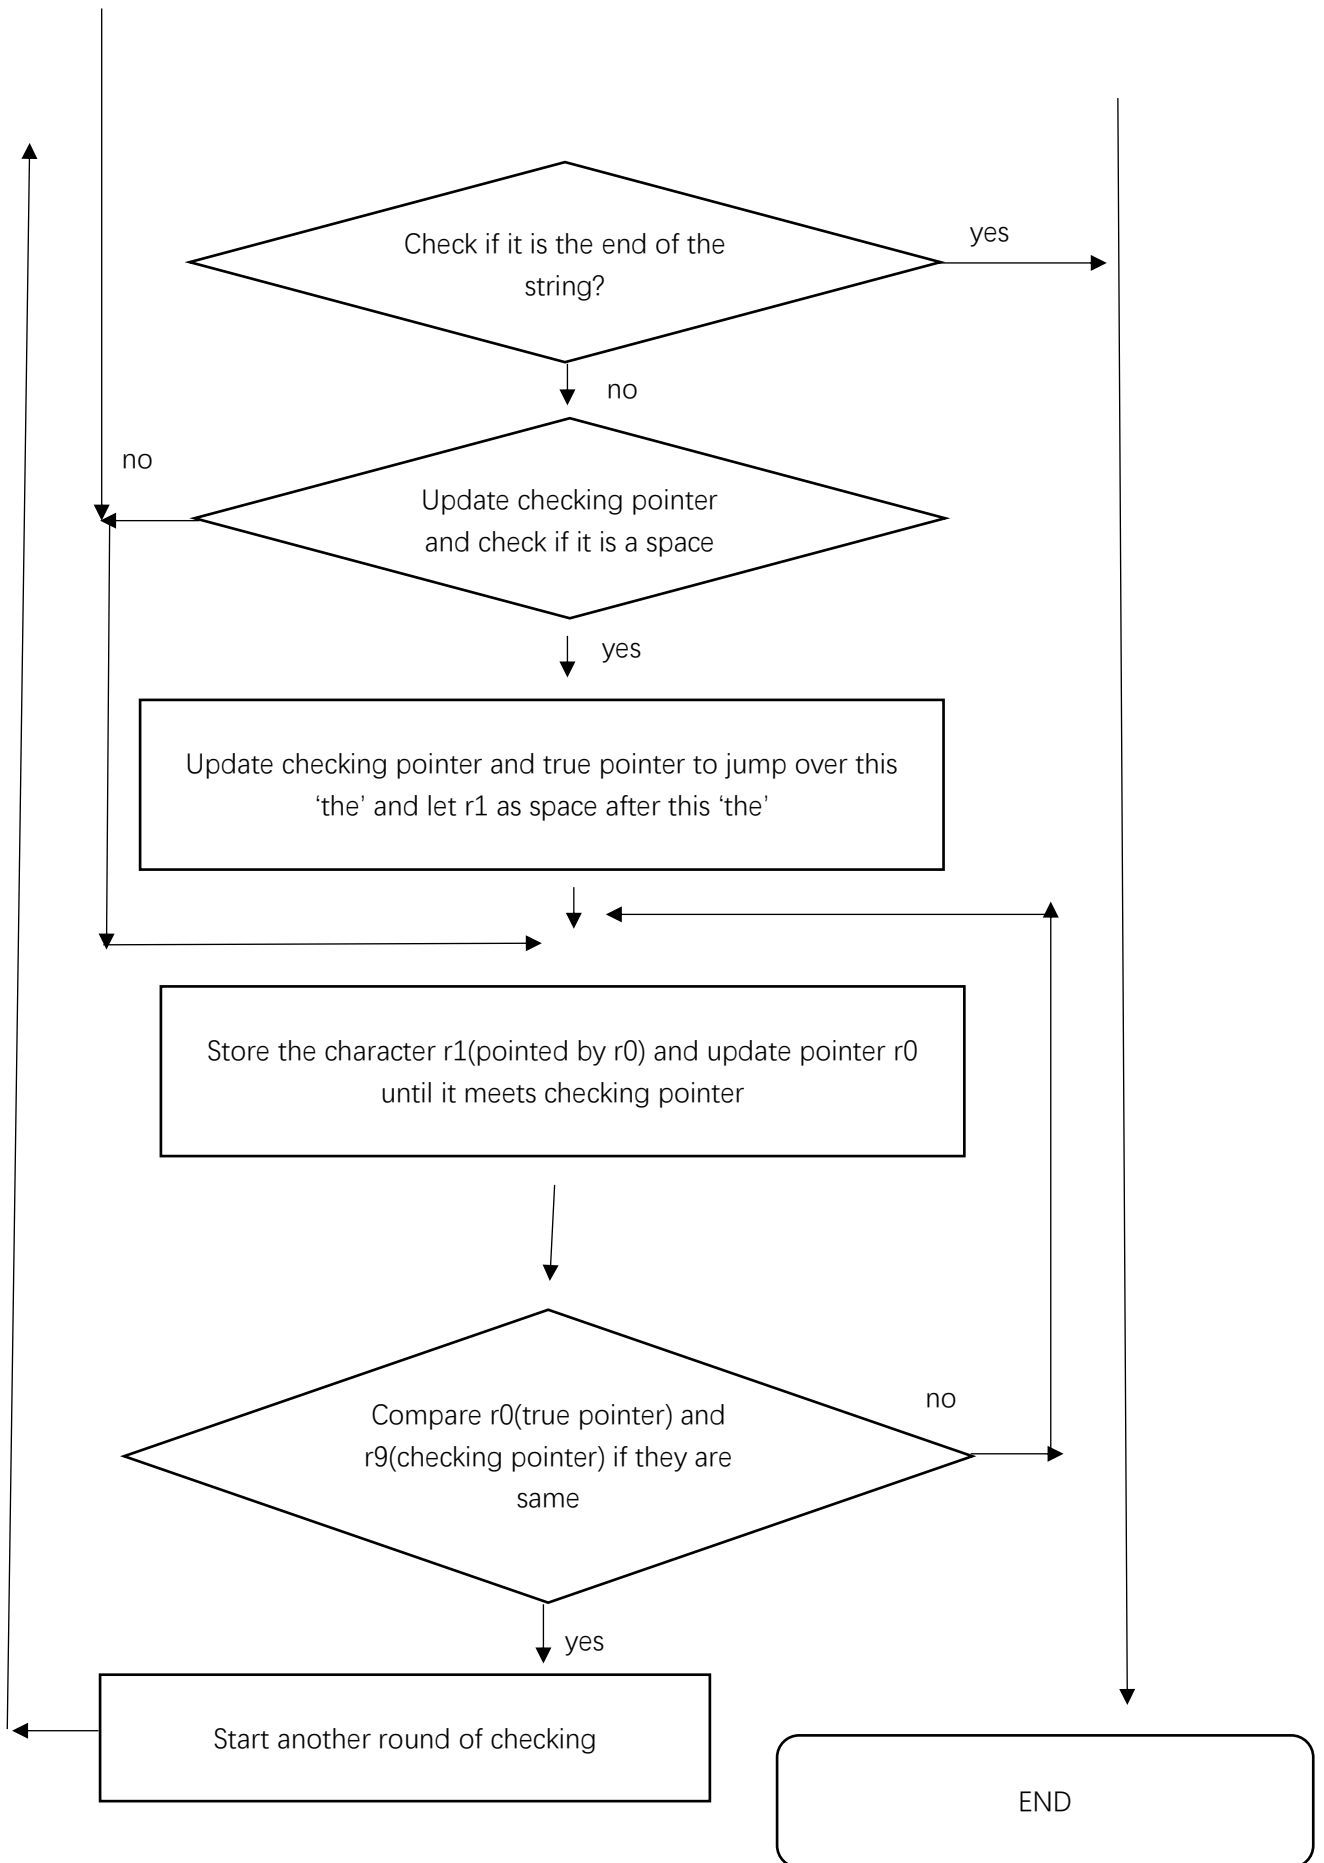 Check if it is the end of the
string?
yes
no
no
Update checking pointer
and check if it is a space
yes
Update checking pointer and true pointer to jump over this
‘the’ and let r1 as space after this ‘the’
Store the character r1(pointed by r0) and update pointer r0
until it meets checking pointer
no
Compare r0(true pointer) and
r9(checking pointer) if they are
same
yes
Start another round of checking
END